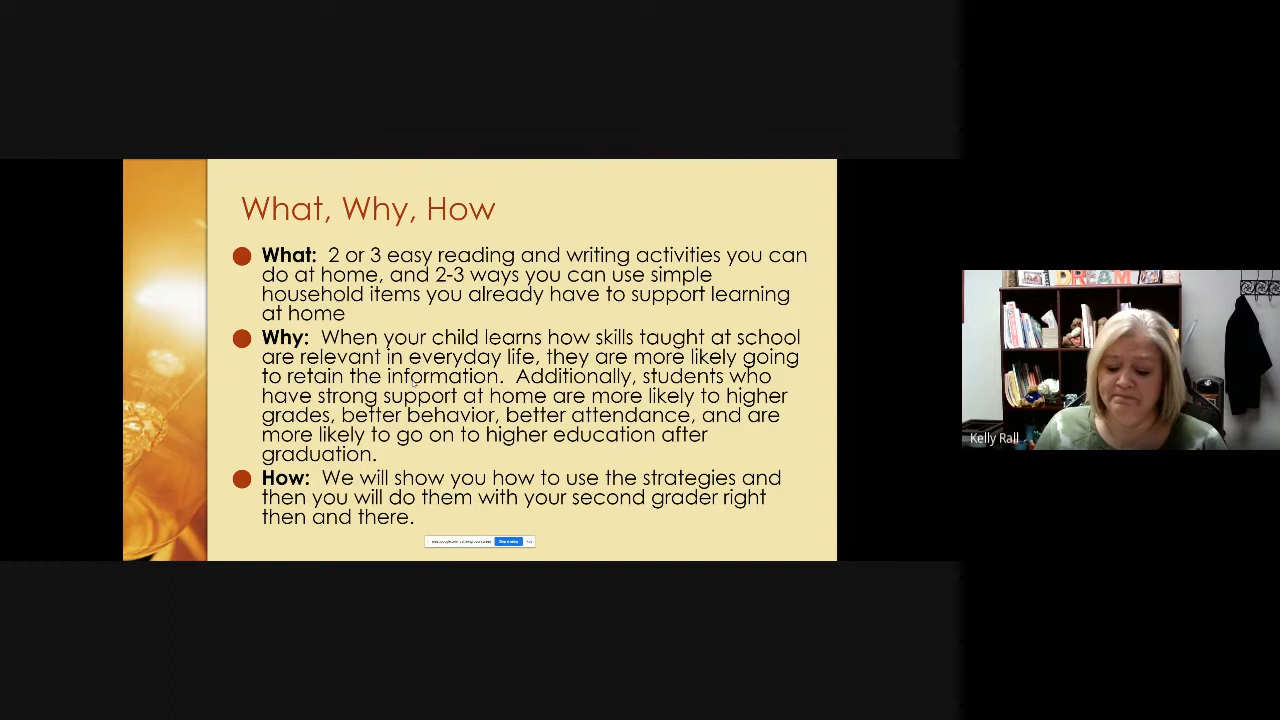 What, Why, How
What: 2 or 3 easy reading and writing activities you can
do at home, and 2-3 ways you can use simple
household items you already have to support learning
at home
Why: When your child learns how skills taught at school
are relevant in everyday life, they are more likely going
to retain the information. Additionally, students who
have strong support at home are more likely to higher
grades, better behavior, better attendance, and are
more likely to go on to higher education after
graduation.
How: We will show you how to use the strategies and
then you will do them with your second grader right
then and there.
Stop sharing
Hide
DREAM
Kelly Rall